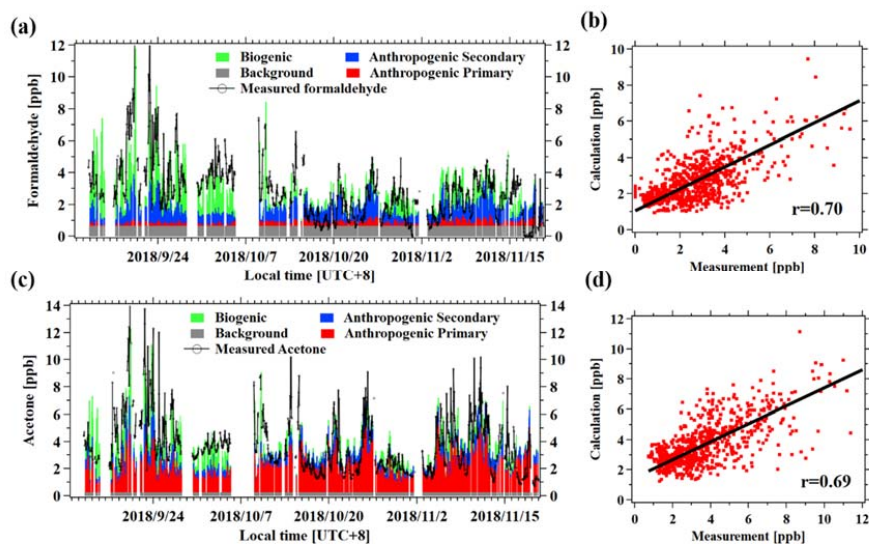 (a)
Formaldehyde [ppb]
12
10
8
6
4
2
0
Biogenic
Anthropogenic Secondary
Background
Anthropogenic Primary
Measured formaldehyde
12
10
8
6
4
2
0
2018/9/24
2018/10/7
2018/10/20
2018/11/2
2018/11/15
Local time [UTC+8]
(b)
Calculation [ppb]
10
8
6
4
2
0
r=0.70
0
2
4
6
8
10
Measurement [ppb]
(c)
Acetone [ppb]
14
12
10
8
6
4
2
0
Biogenic
Anthropogenic Secondary
Background
Anthropogenic Primary
Measured Acetone
14
12
10
8
6
4
2
0
2018/9/24
2018/10/7
2018/10/20
2018/11/2
2018/11/15
Local time [UTC+8]
(d)
Calculation [ppb]
12
10
8
6
4
2
0
r=0.69
0
2
4
6
8
10
12
Measurement [ppb]